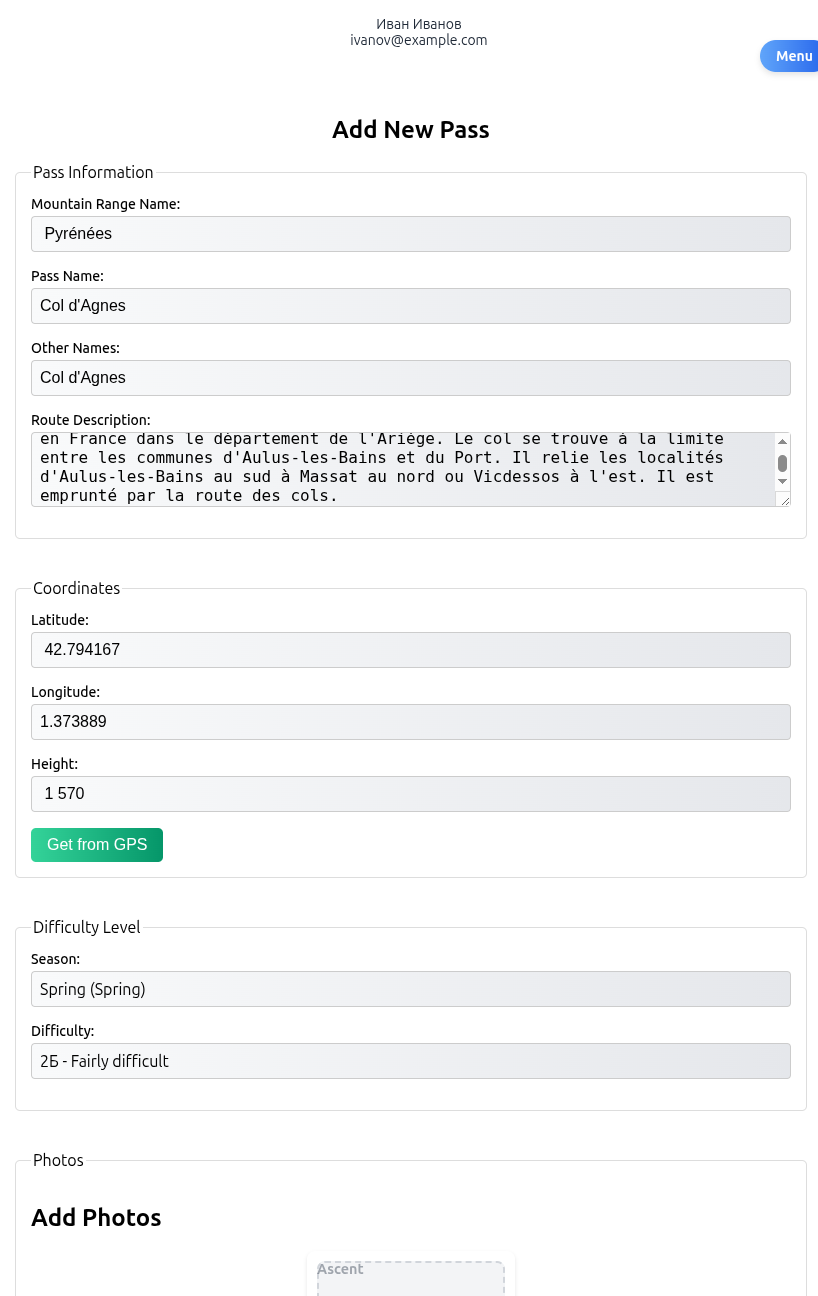 Иван Иванов
ivanov@example.com
Menu
Add New Pass
Pass Information
Mountain Range Name:
Pyrénées
Pass Name:
Col d'Agnes
Other Names:
Col d'Agnes
Route Description:
en France dans le département de l'Ariège. Le col se trouve à la limite
entre les communes d'Aulus-les-Bains et du Port. Il relie les localités
d'Aulus-les-Bains au sud à Massat au nord ou Vicdessos à l'est. Il est
emprunté par la route des cols.
Coordinates
Latitude:
42.794167
Longitude:
1.373889
Height:
1 570
Get from GPS
Difficulty Level
Season:
Spring (Spring)
Difficulty:
2Б - Fairly difficult
Photos
Add Photos
Ascent